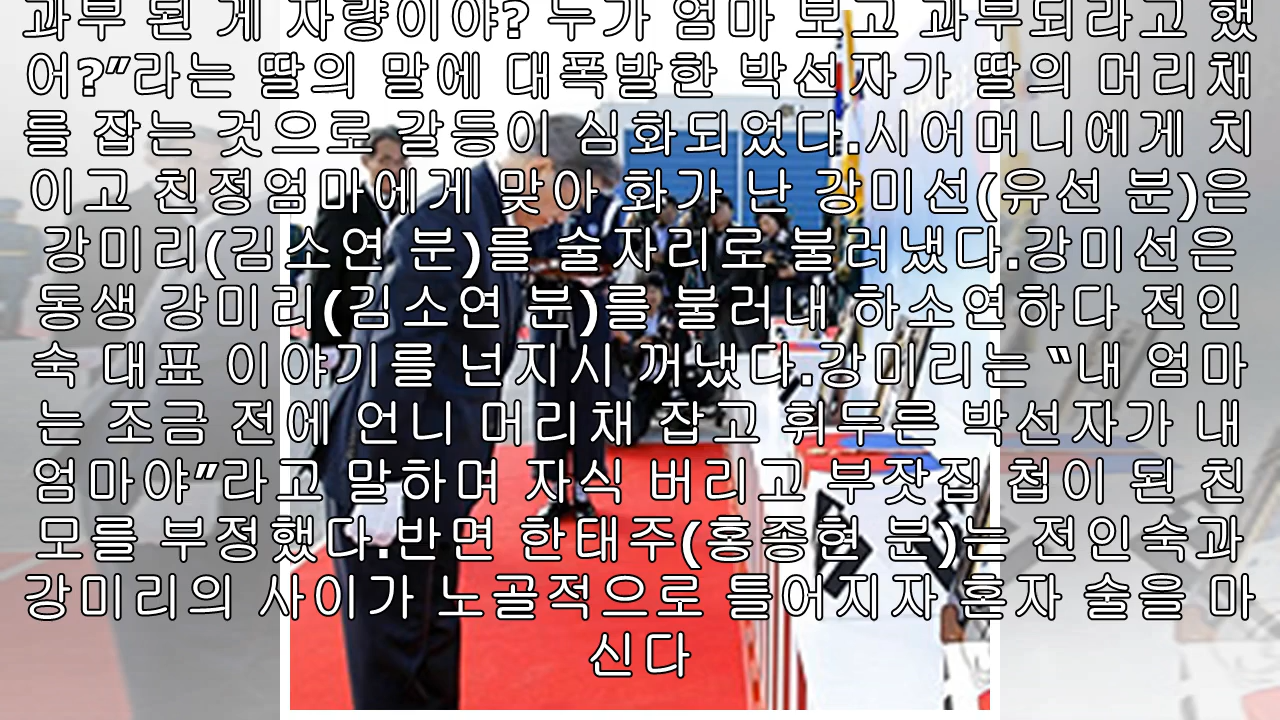 과부 된 게 자랑이야? 누가 엄마 보고 과부되라고 했
어?”라는 딸의 말에 대폭발한 박선자가 딸의 머리채
를 잡는 것으로 갈등이 심화되었다.시어머니에게 치
이고 친정엄마에게 맞아 화가 난 강미선(유선 분)은
강미리(김소연 분)를 술자리로 불러냈다.강미선은
동생 강미리(김소연 분)를 불러내 하소연하다 전인
숙 대표 이야기를 넌지시 꺼냈다.강미리는 “내 엄마
는 조금 전에 언니 머리채 잡고 휘두른 박선자가 내
엄마야”라고 말하며 자식 버리고 부잣집 첩이 된 친
모를 부정했다.반면 한태주(홍종현 분)는 전인숙과
강미리의 사이가 노골적으로 틀어지자 혼자 술을 마
신다